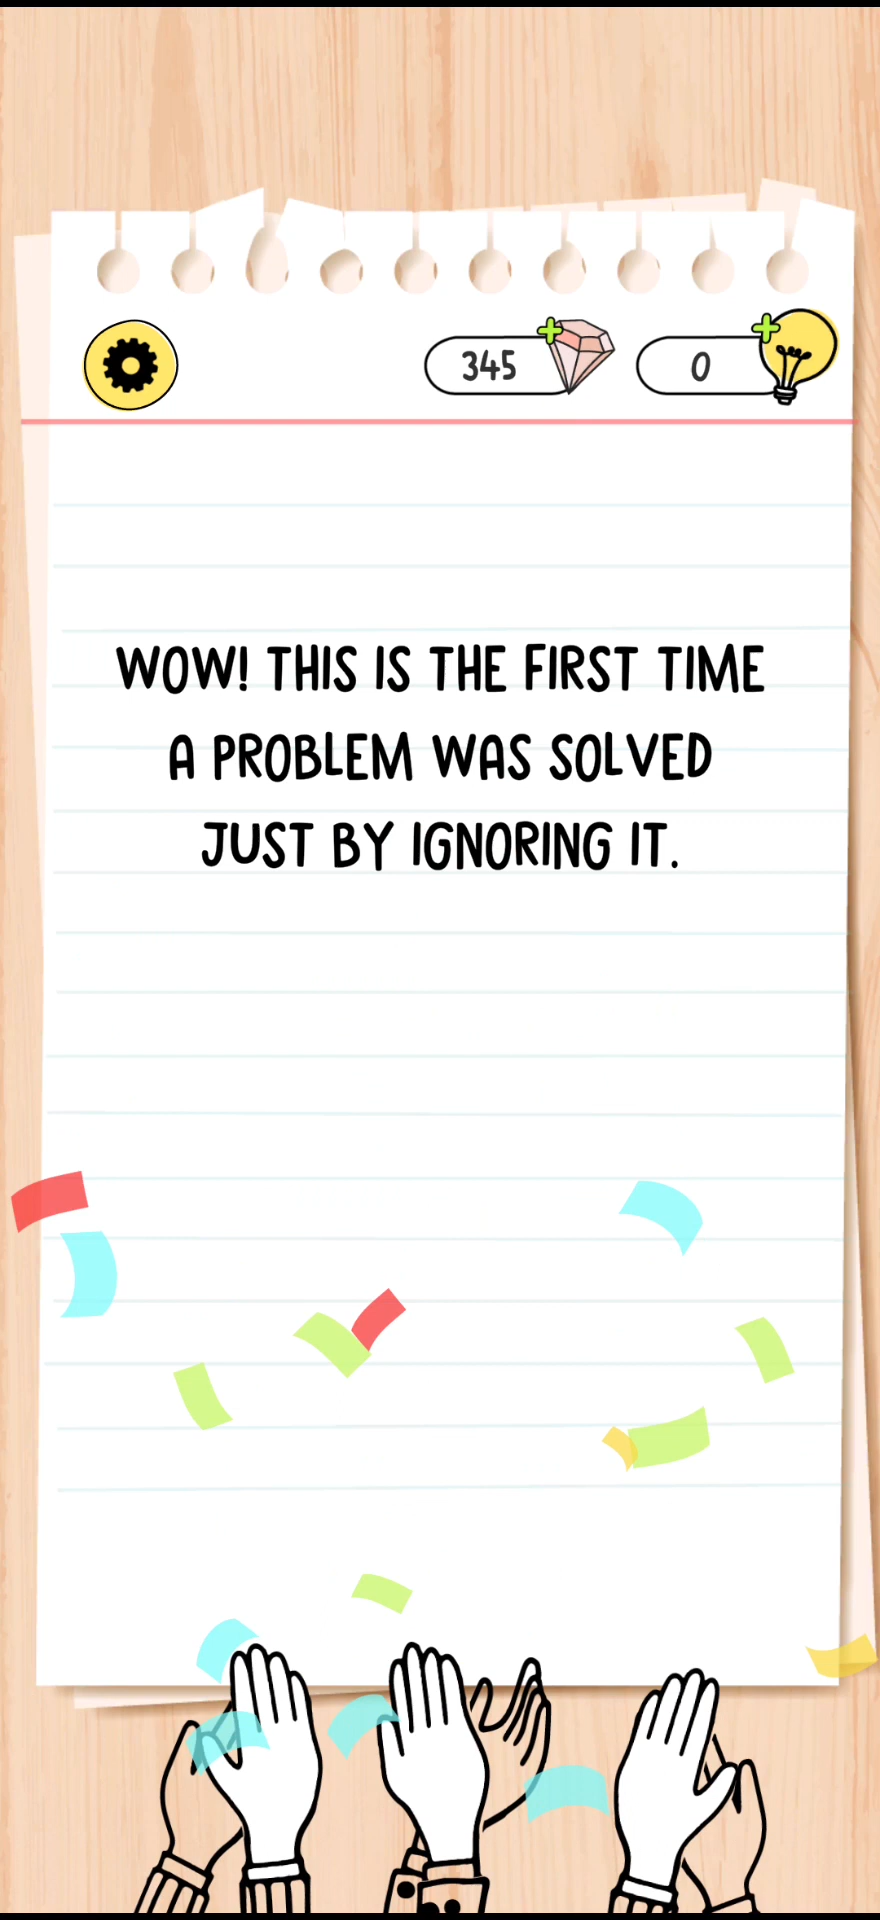 345 0
WOW! THIS IS THE FIRST TIME
A PROBLEM WAS SOLVED
JUST BY IGNORING IT.